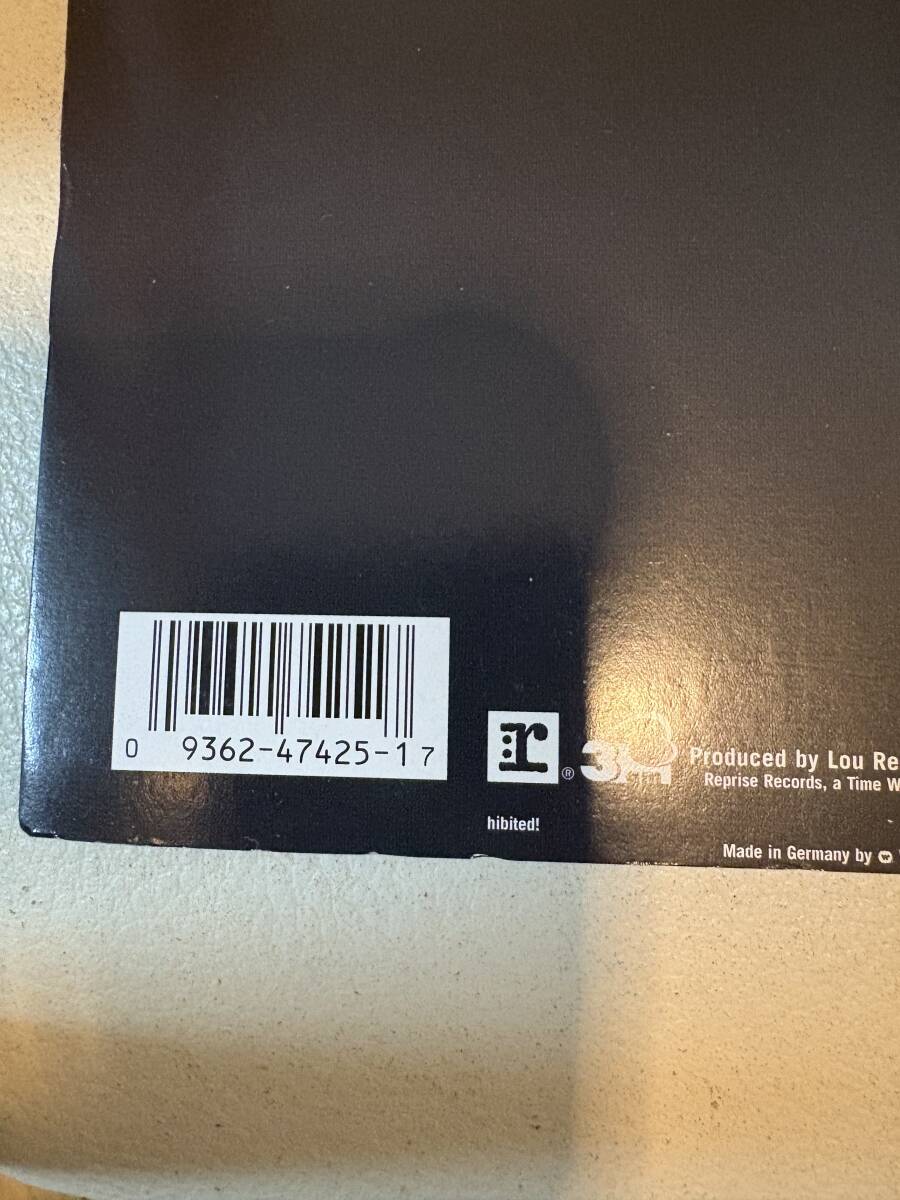 0 9362-47425-1 7
r ®
Produced by Lou Re
Reprise Records, a Time W
hibited!
Made in Germany by